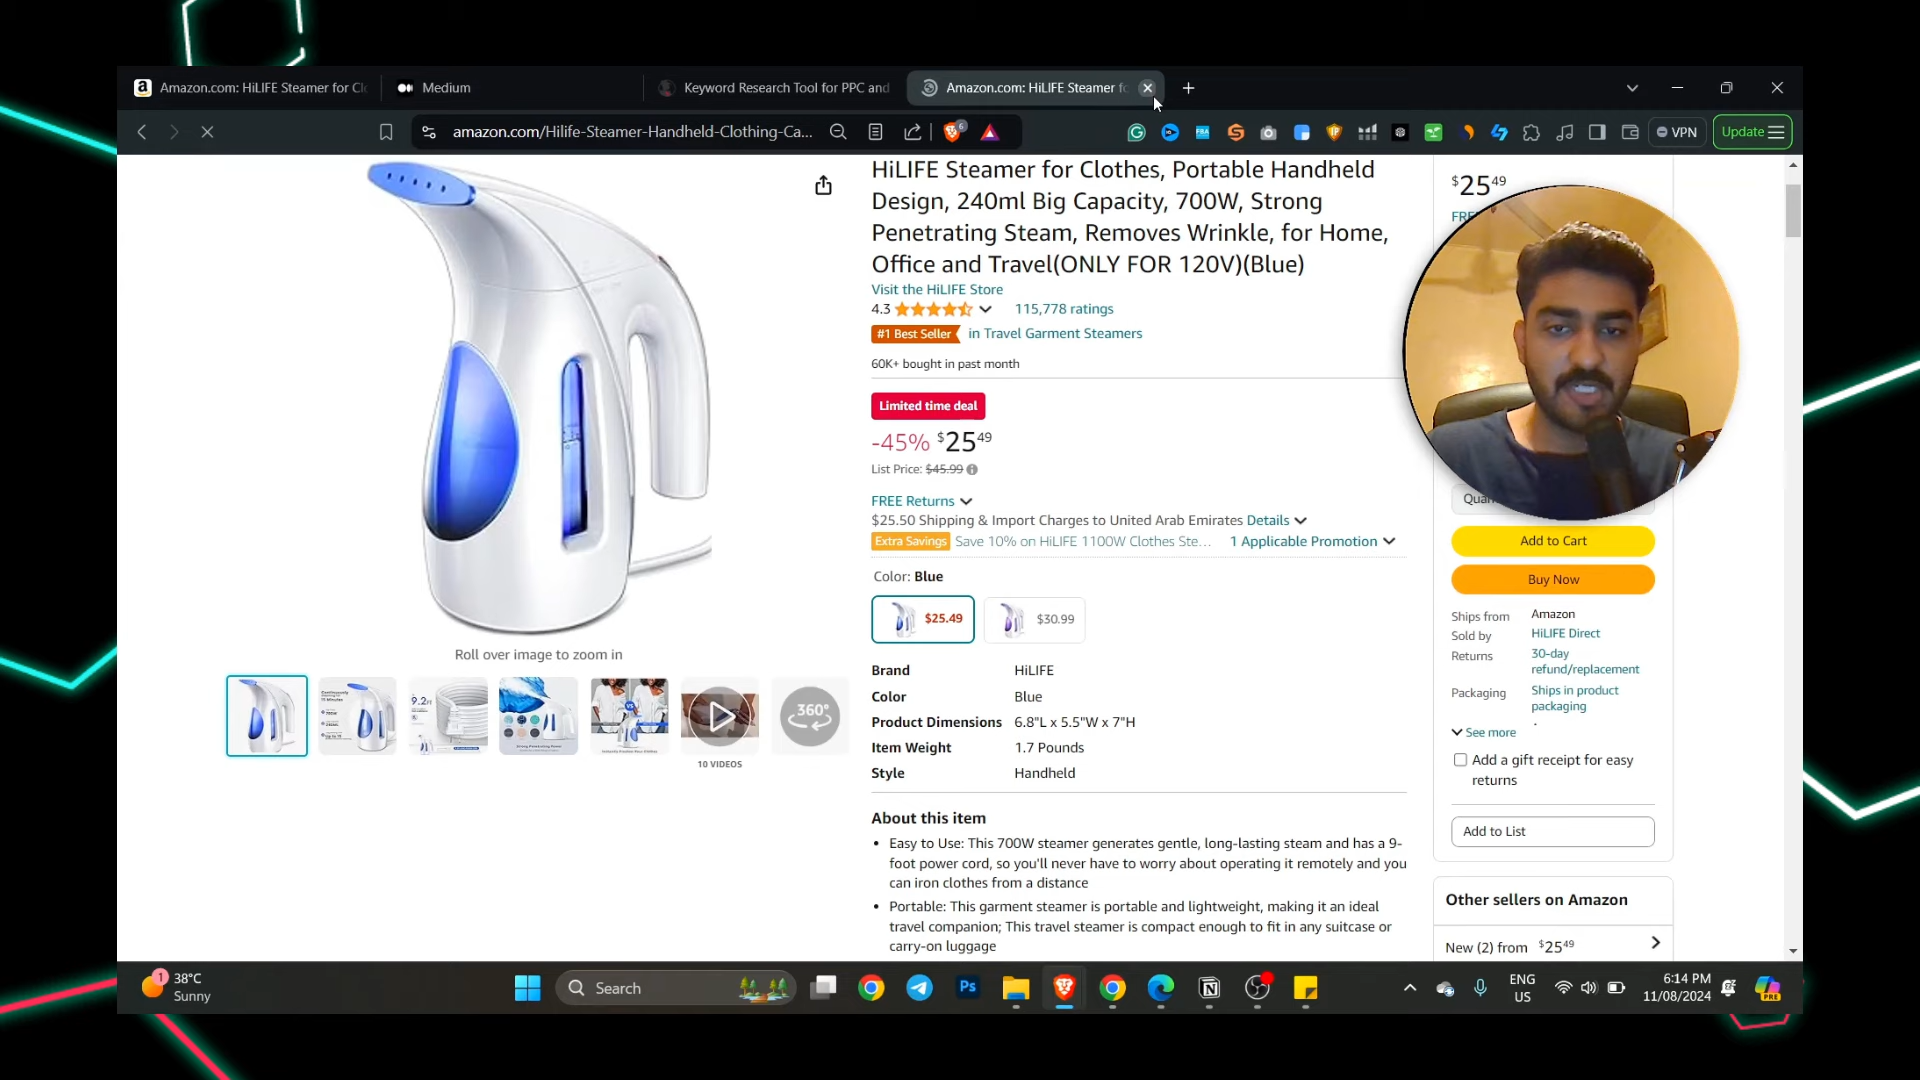 Amazon.com: HiLIFE Steamer for Cl
Medium
Keyword Research Tool for PPC and
Amazon.com: HiLIFE Steamer fo
amazon.com/Hilife-Steamer-Handheld-Clothing-Ca...
6
VPN
Update
HiLIFE Steamer for Clothes, Portable Handheld
Design, 240ml Big Capacity, 700W, Strong
Penetrating Steam, Removes Wrinkle, for Home,
Office and Travel(ONLY FOR 120V)(Blue)
Visit the HiLIFE Store
4.3
115,778 ratings
#1 Best Seller in Travel Garment Steamers
60K+ bought in past month
Limited time deal
-45% $25 49
List Price: $45.99
FREE Returns
$25.50 Shipping & Import Charges to United Arab Emirates Details
Extra Savings Save 10% on HiLIFE 1100W Clothes Ste... 1 Applicable Promotion
Color: Blue
$25.49
$30.99
Brand HiLIFE
Color Blue
Product Dimensions 6.8"L x 5.5"W x 7"H
Item Weight 1.7 Pounds
Style Handheld
About this item
• Easy to Use: This 700W steamer generates gentle, long-lasting steam and has a 9-
foot power cord, so you'll never have to worry about operating it remotely and you
can iron clothes from a distance
• Portable: This garment steamer is portable and lightweight, making it an ideal
travel companion; This travel steamer is compact enough to fit in any suitcase or
carry-on luggage
Roll over image to zoom in
9.2ft
VS
360°
10 VIDEOS
$25 49
FRE
Quan
Add to Cart
Buy Now
Ships from Amazon
Sold by HiLIFE Direct
Returns 30-day
refund/replacement
Packaging Ships in product
packaging
See more
Add a gift receipt for easy
returns
Add to List
Other sellers on Amazon
New (2) from $25 49
1
38°C
Sunny
Search
Ps
ENG
US
6:14 PM
11/08/2024
PRE